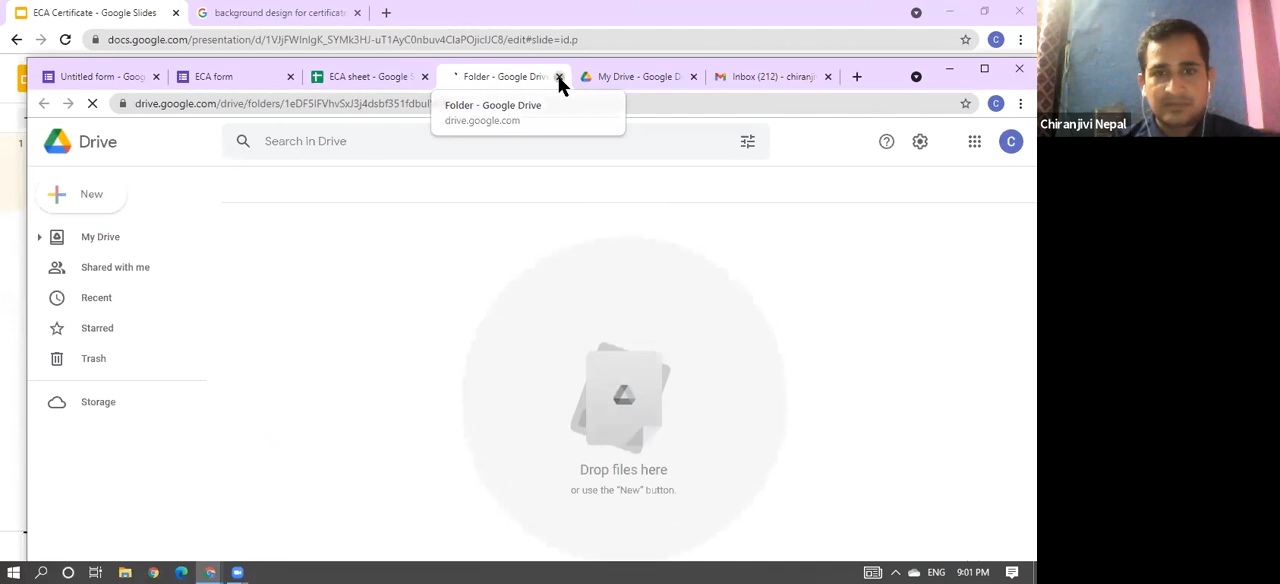 ECA Certificate - Google Slides
background design for certificate
docs.google.com/presentation/d/1VJjFWInIgK_SYMk3HJ-uT1AyC0nbuv4ClaPOJiclJC8/edit#slide=id.p
Untitled form - Goog
ECA form
ECA sheet - Google S
Folder - Google Driv
My Drive - Google D
Inbox (212) - chiranj
drive.google.com/drive/folders/1eDF5IFVhvSxJ3j4dsbf351fdbul
Folder - Google Drive
drive.google.com
Chiranjivi Nepal
Drive
Search in Drive
C
New
1
My Drive
Shared with me
Recent
Starred
Trash
Storage
Drop files here
or use the "New" button.
ENG
9:01 PM